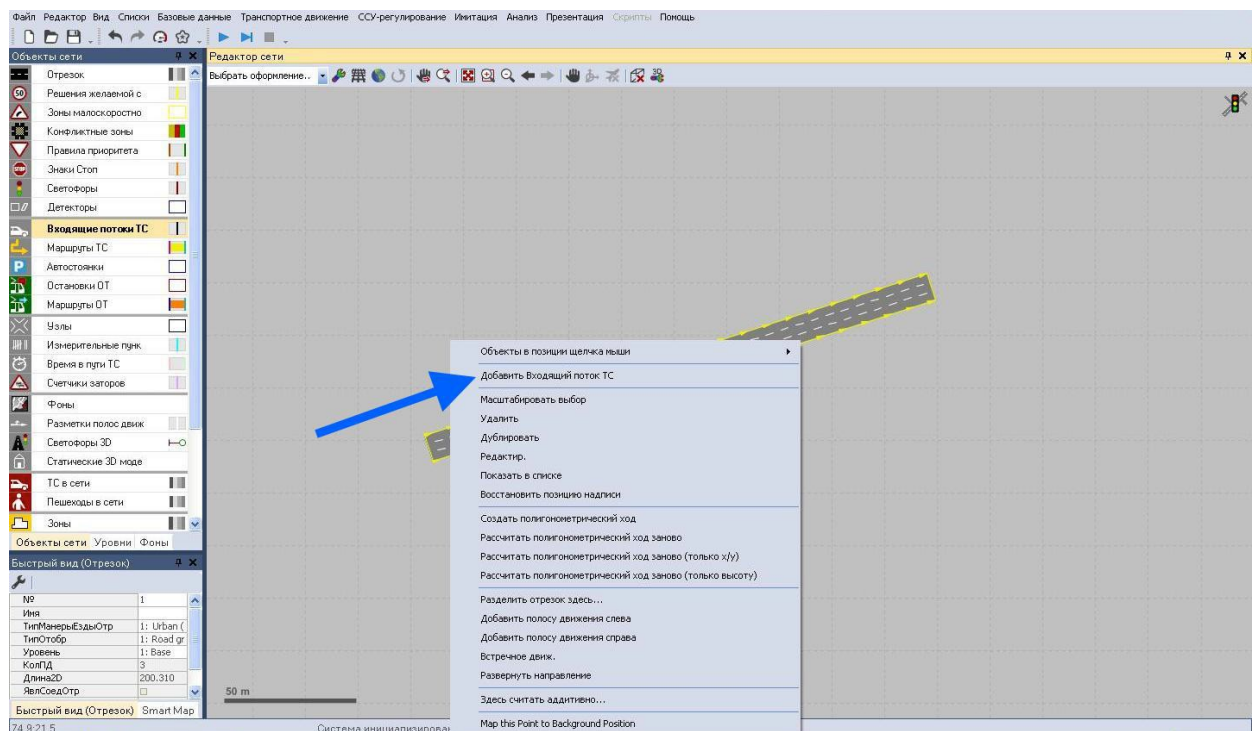 Файл Редактор Вид Списки Базовые данные Транспортное движение ССУ-регулирование Имитация Анализ Презентация Скрипты Помощь
Объекты сети
Редактор сети
Выбрать оформление..
Отрезок
50
Решения желаемой с
Зоны малоскоростно
Конфликтные зоны
Правила приоритета
STOP
Знаки Стоп
Светофоры
Детекторы
Входящие потоки ТС
Маршруты ТС
P
Автостоянки
Остановки ОТ
Маршруты ОТ
Узлы
Измерительные пунк
Время в пути ТС
Счетчики заторов
Фоны
Разметки полос движ
Светофоры 3D
Статические 3D моде
ТС в сети
Пешеходы в сети
Зоны
Объекты сети Уровни Фоны
Быстрый вид (Отрезок)
№ 1
Имя
ТипМанерыЕздыОтр 1: Urban (
ТипОтобр 1: Road gr
Уровень 1: Base
КолПД 3
Длина2D 200.310
ЯвлСоедОтр
Быстрый вид (Отрезок) Smart Map
Объекты в позиции щелчка мыши
Добавить Входящий поток ТС
Масштабировать выбор
Удалить
Дублировать
Редактир.
Показать в списке
Восстановить позицию надписи
Создать полигонометрический ход
Рассчитать полигонометрический ход заново
Рассчитать полигонометрический ход заново (только x/y)
Рассчитать полигонометрический ход заново (только высоту)
Разделить отрезок здесь...
Добавить полосу движения слева
Добавить полосу движения справа
Встречное движ.
Развернуть направление
Здесь считать аддитивно...
Map this Point to Background Position
50 m
74.9:21.5
Система инициализирован